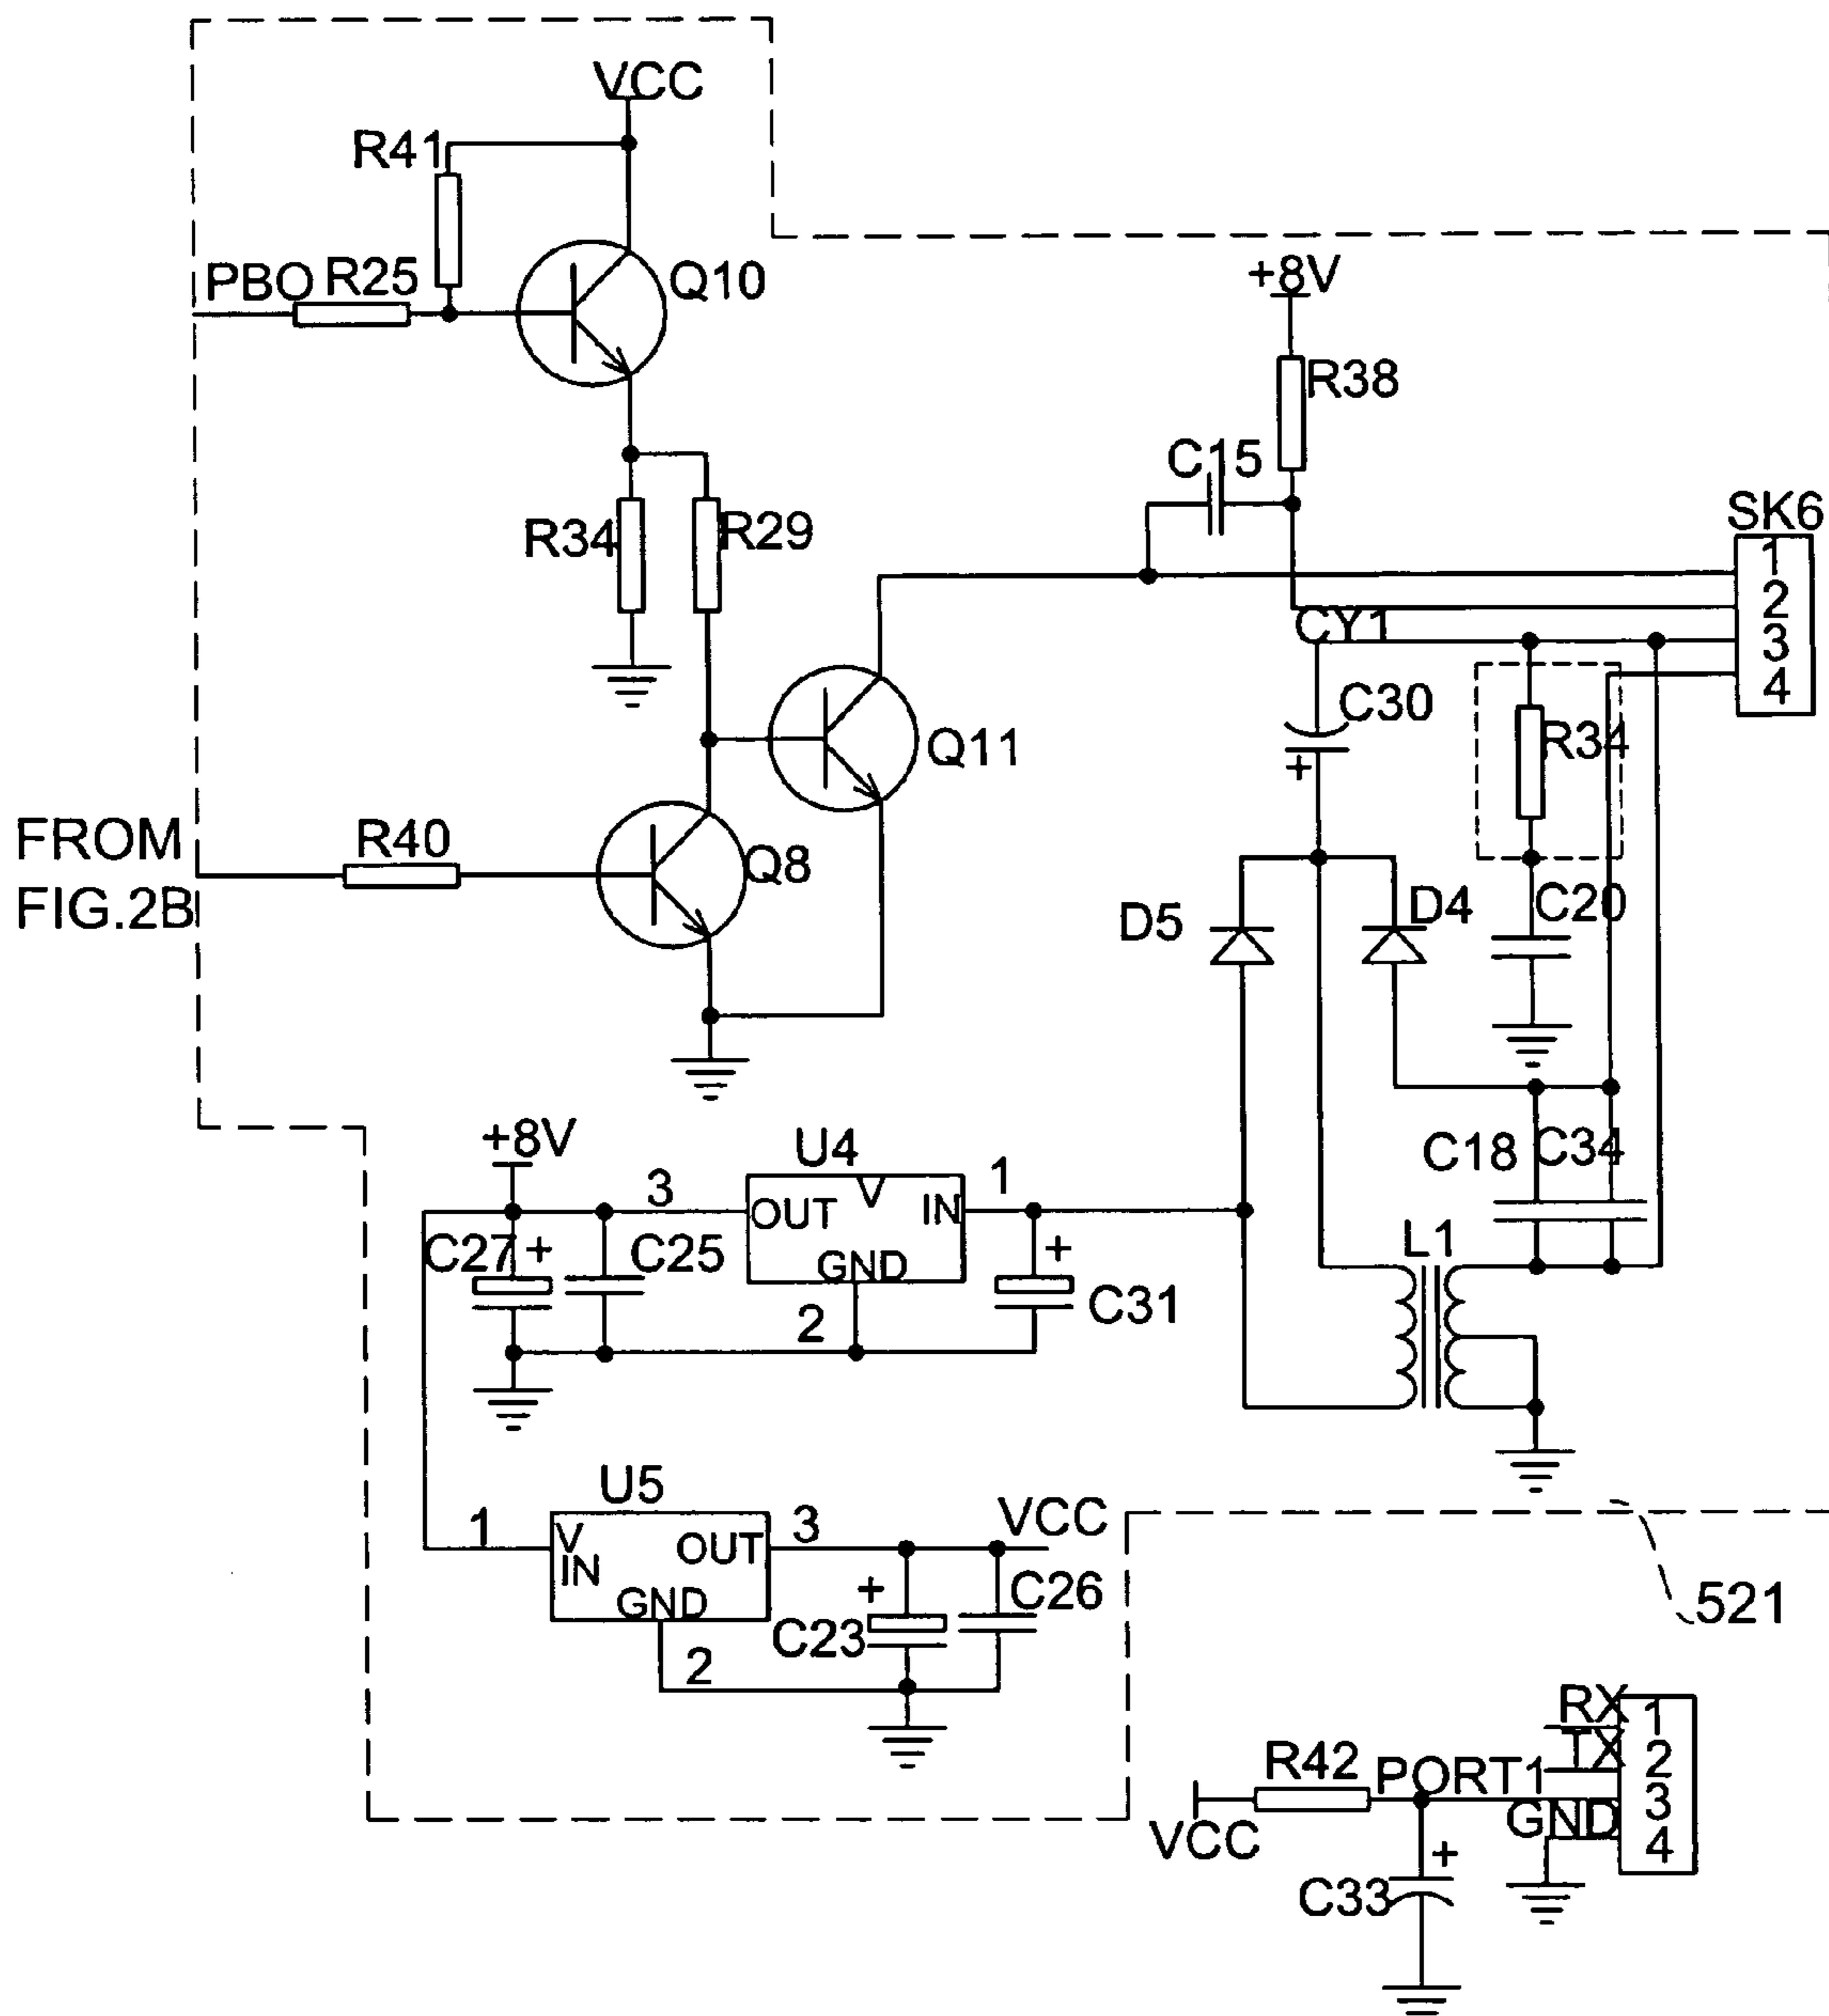 VCC
R41
PBO R25
Q10
+8V
R38
C15
SK6
R34
R29
1
2
CY1
3
4
C30
+
R34
Q11
FROM
FIG.2B
R40
Q8
D5
D4
C20
+8V
U4
C18
C34
3
OUT
V
IN
1
C27
+
C25
GND
2
+
C31
L1
U5
1
V
IN
OUT
3
VCC
GND
+
C23
C26
2
521
RX
1
TX
2
R42
PORT1
3
GND
4
VCC
+
C33